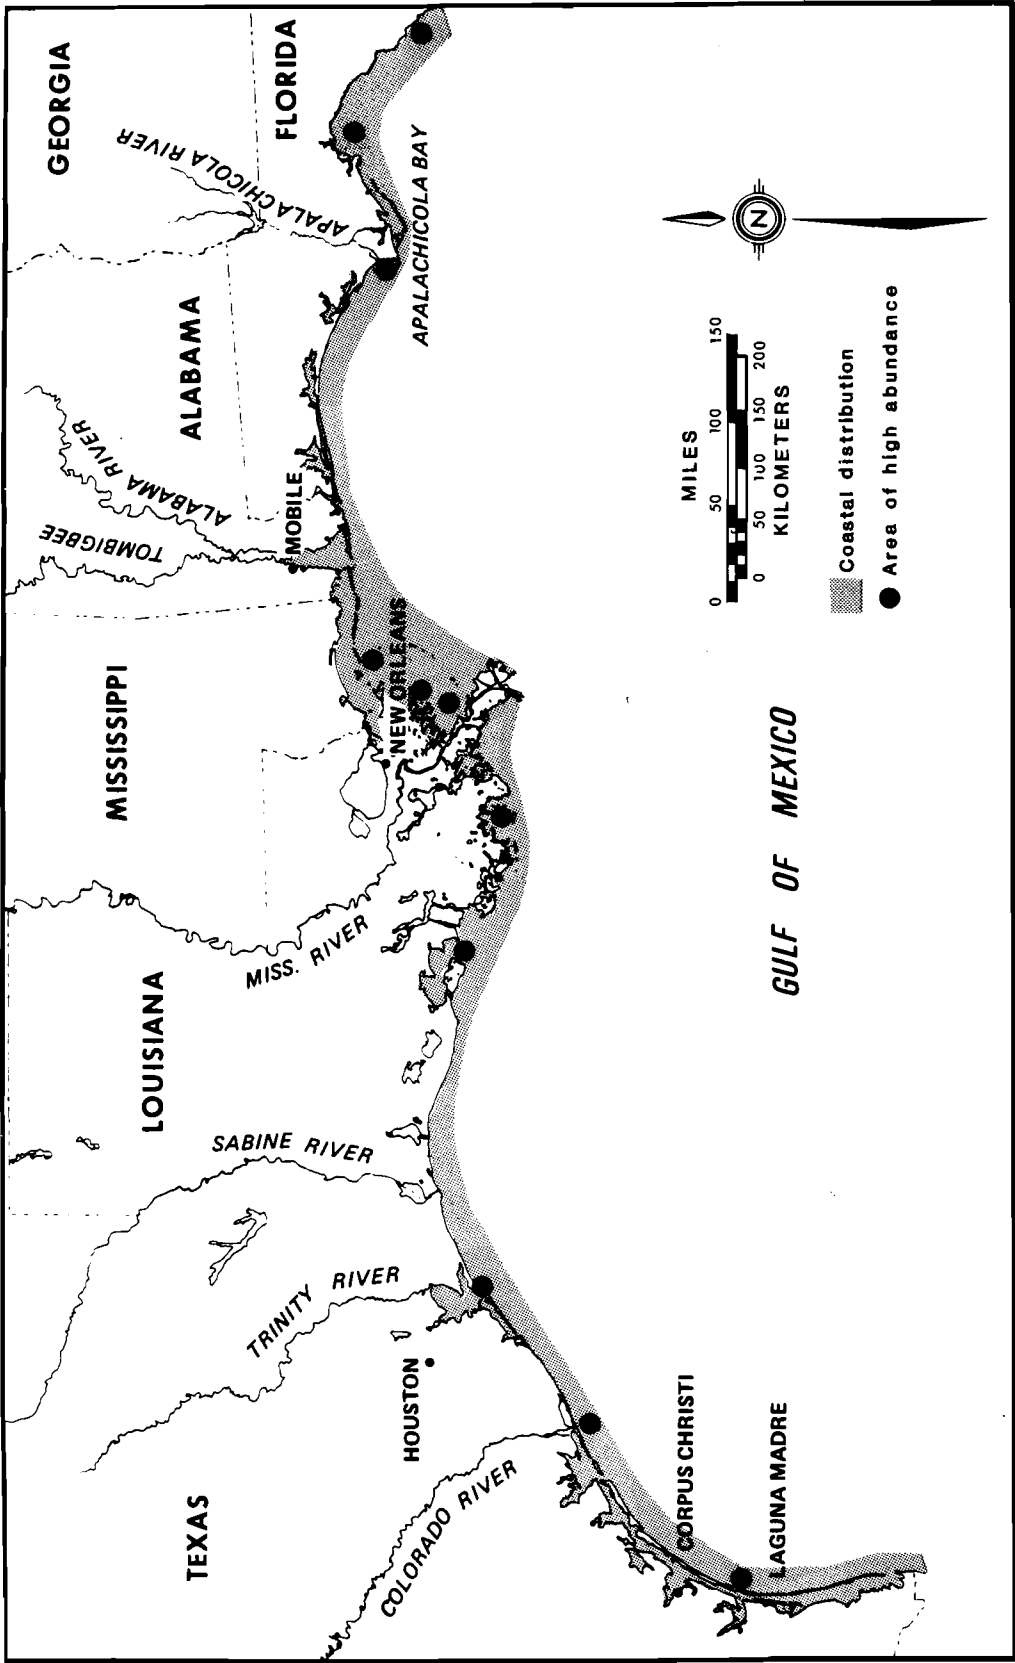 GEORGIA
FLORIDA
APALACHICOLA RIVER
APALACHICOLA BAY
ALABAMA
ALABAMA RIVER
TOMBIGBEE
MOBILE
MISSISSIPPI
NEW ORLEANS
MISS. RIVER
LOUISIANA
SABINE RIVER
TRINITY RIVER
HOUSTON
TEXAS
COLORADO RIVER
CORPUS CHRISTI
LAGUNA MADRE
GULF OF MEXICO
N
MILES
0 50 100 150
0 50 100 150 200
KILOMETERS
Coastal distribution
Area of high abundance